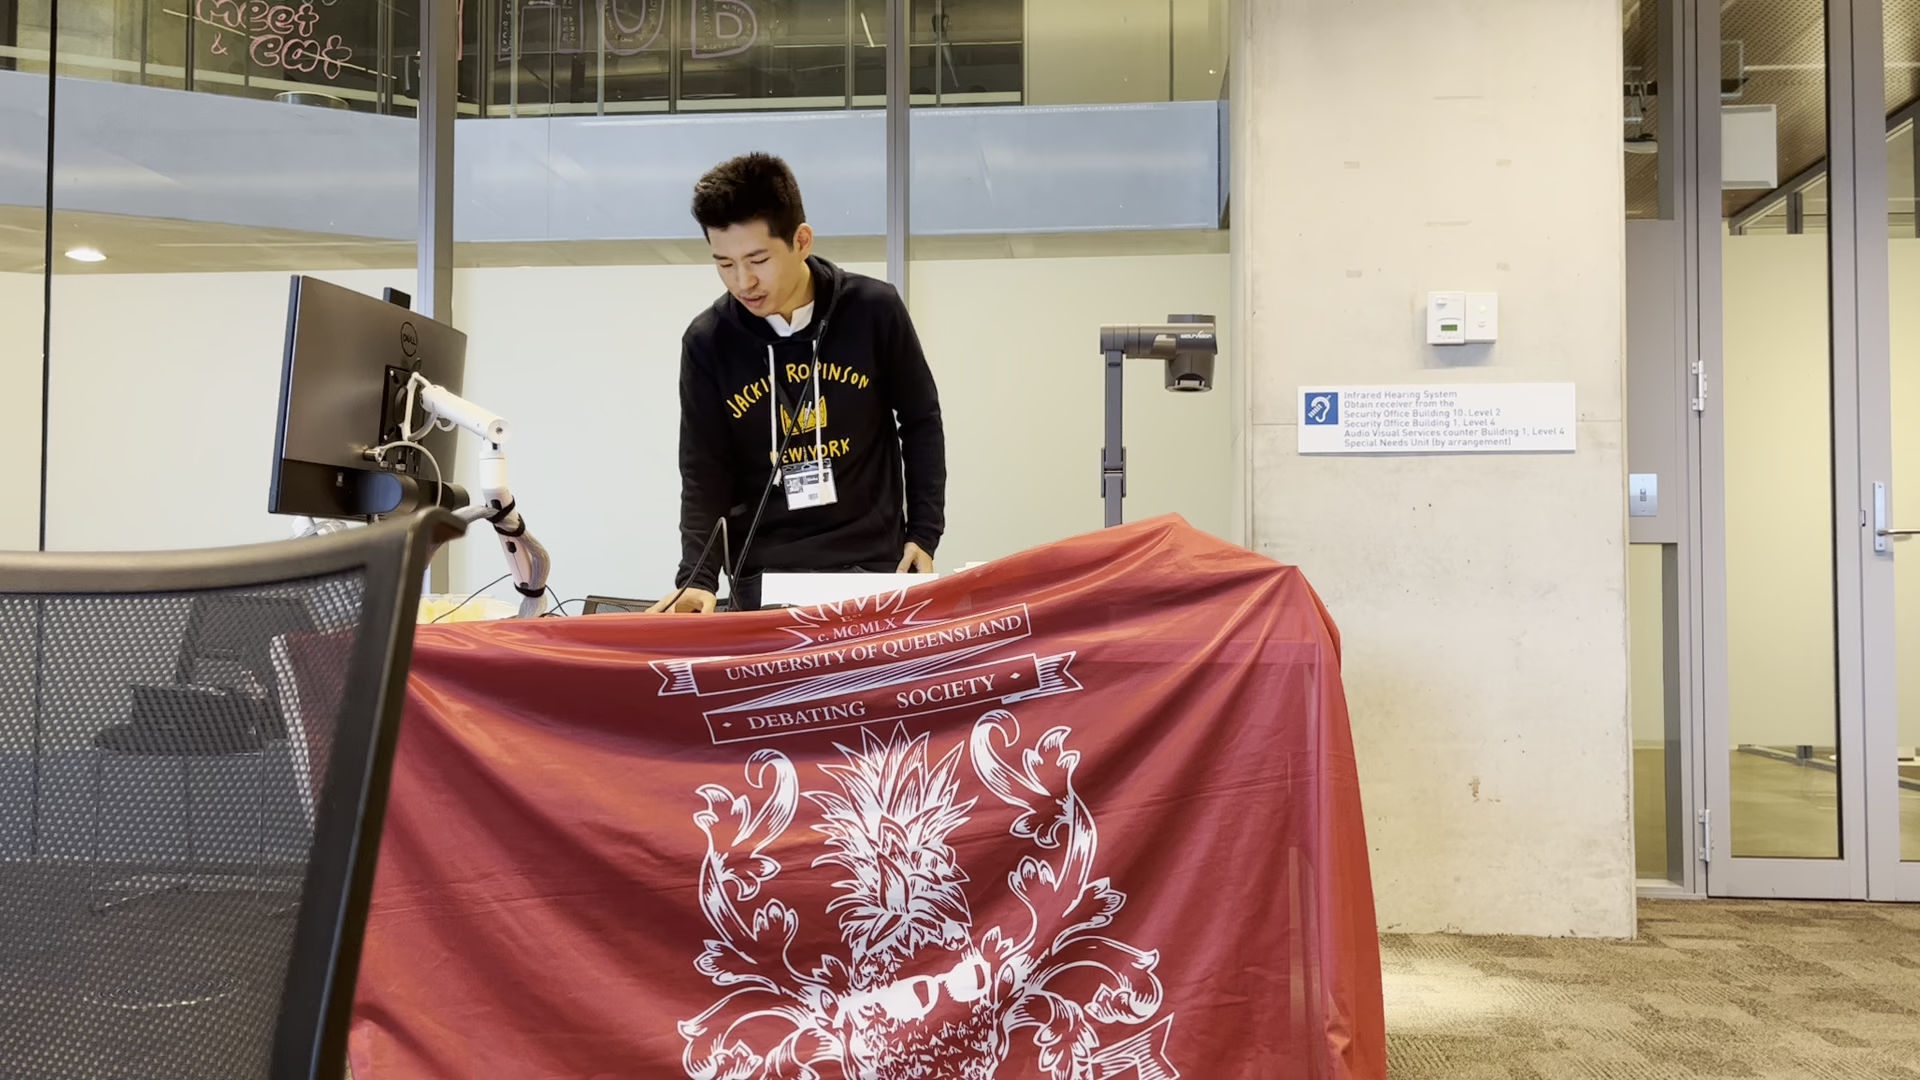 Meet
& Eat
HUB
DELL
JACKIE ROBINSON
NEW YORK
Infrared Hearing System
Obtain receiver from the
Security Office Building 10, Level 2
Security Office Building 1, Level 4
Audio Visual Services counter Building 1, Level 4
Special Needs Unit (by arrangement)
c. MCMLX
UNIVERSITY OF QUEENSLAND
DEBATING SOCIETY